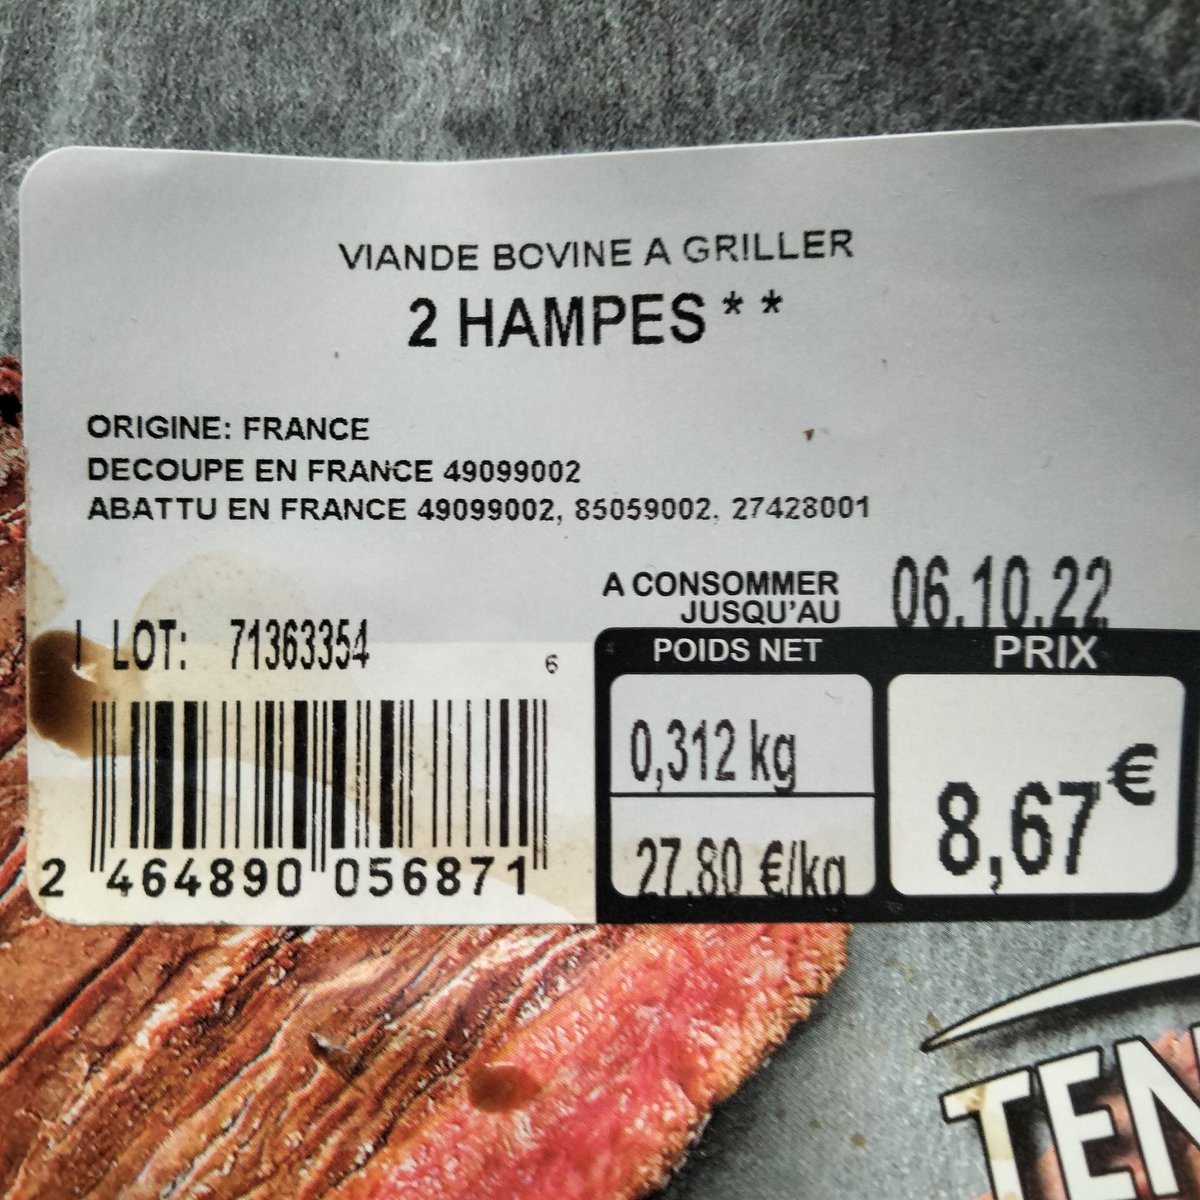 VIANDE BOVINE A GRILLER
2 HAMPES**
ORIGINE: FRANCE
DECOUPE EN FRANCE 49099002
ABATTU EN FRANCE 49099002, 85059002, 27428001
A CONSOMMER JUSQU'AU 06.10.22
I LOT: 71363354
6
POIDS NET
PRIX
0,312 kg
27.80 €/kg
8,67 €
2 464890 056871
TEN